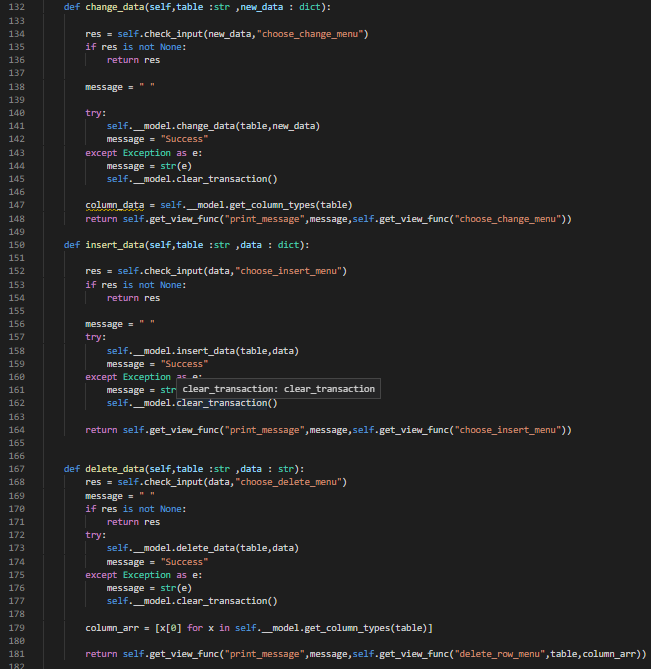 132 def change_data(self,table :str ,new_data : dict):
133
134 res = self.check_input(new_data,"choose_change_menu")
135 if res is not None:
136 return res
137
138 message = " "
139
140 try:
141 self.__model.change_data(table,new_data)
142 message = "Success"
143 except Exception as e:
144 message = str(e)
145 self.__model.clear_transaction()
146
147 column_data = self.__model.get_column_types(table)
148 return self.get_view_func("print_message",message,self.get_view_func("choose_change_menu"))
149
150 def insert_data(self,table :str ,data : dict):
151
152 res = self.check_input(data,"choose_insert_menu")
153 if res is not None:
154 return res
155
156 message = " "
157 try:
158 self.__model.insert_data(table,data)
159 message = "Success"
160 except Exception as e:
161 message = str
clear_transaction: clear_transaction
162 self.__model.clear_transaction()
163
164 return self.get_view_func("print_message",message,self.get_view_func("choose_insert_menu"))
165
166
167 def delete_data(self,table :str ,data : str):
168 res = self.check_input(data,"choose_delete_menu")
169 message = " "
170 if res is not None:
171 return res
172 try:
173 self.__model.delete_data(table,data)
174 message = "Success"
175 except Exception as e:
176 message = str(e)
177 self.__model.clear_transaction()
178
179 column_arr = [x[0] for x in self.__model.get_column_types(table)]
180
181 return self.get_view_func("print_message",message,self.get_view_func("delete_row_menu",table,column_arr))
182